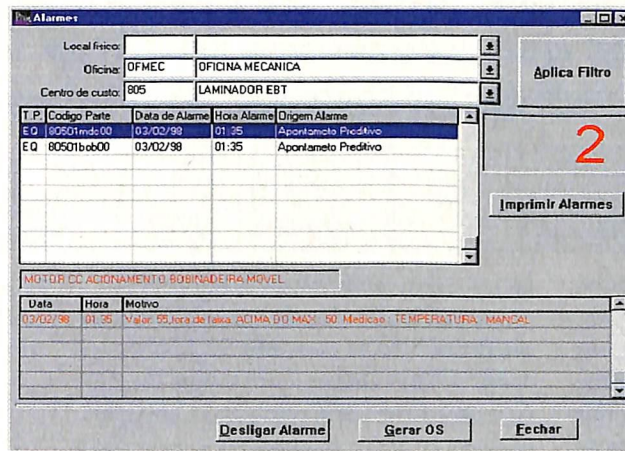 Alarmes
Local físico:
Oficina: OFMEC OFICINA MECANICA
Centro de custo: 805 LAMINADOR EBT
Aplica Filtro
T.P. Codigo Parte Data de Alarme Hora Alarme Origem Alarme
EQ 80501mdc00 03/02/98 01:35 Apontameto Preditivo
EQ 80501bob00 03/02/98 01:35 Apontameto Preditivo
2
Imprimir Alarmes
MOTOR CC ACIONAMENTO BOBINADEIRA MOVEL
Data Hora Motivo
03/02/98 01:35 Valor: 55,fora de faixa: ACIMA DO MAX : 50. Medicao : TEMPERATURA - MANCAL
Desligar Alarme Gerar OS Fechar